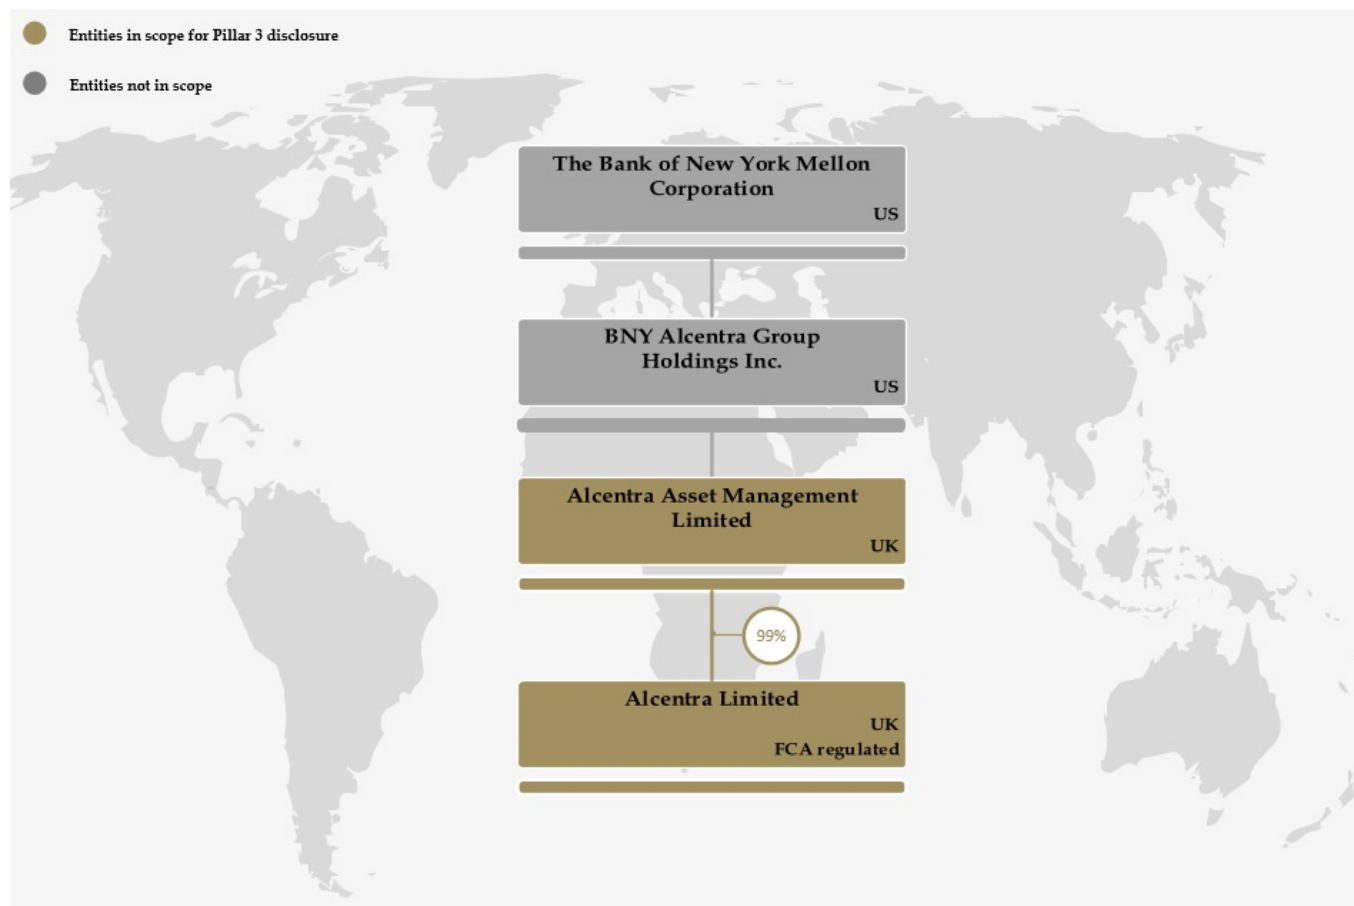 Entities in scope for Pillar 3 disclosure
Entities not in scope
The Bank of New York Mellon
Corporation
US
BNY Alcentra Group
Holdings Inc.
US
Alcentra Asset Management
Limited
UK
99%
Alcentra Limited
UK
FCA regulated